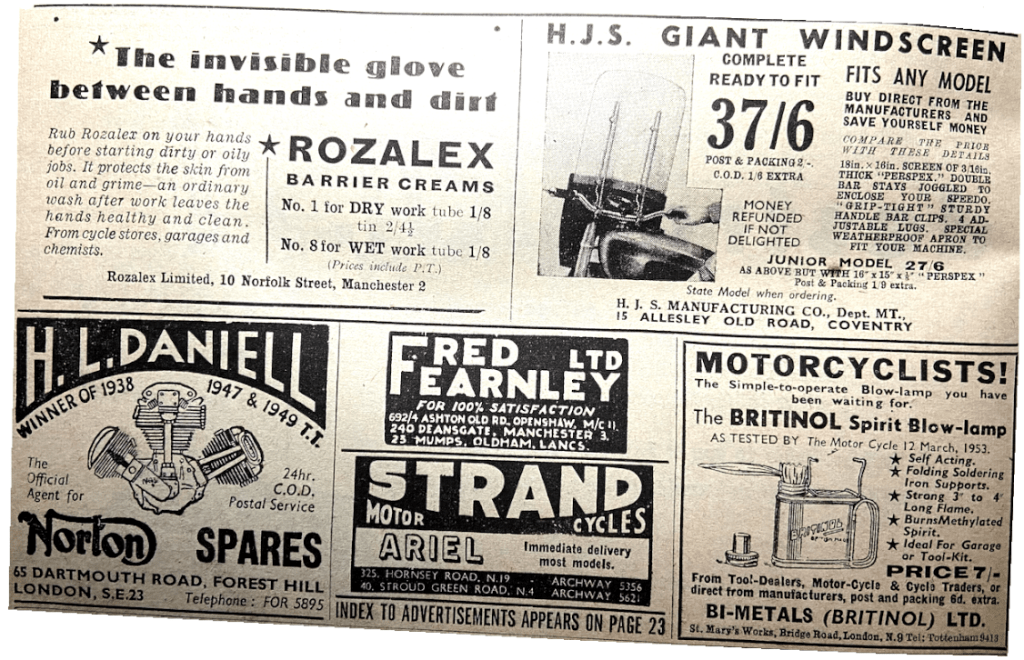 ★The invisible glove
between hands and dirt
Rub Rozalex on your hands
before starting dirty or oily
jobs. It protects the skin from
oil and grime—an ordinary
wash after work leaves the
hands healthy and clean.
From cycle stores, garages and
chemists.
★ROZALEX
BARRIER CREAMS
No. 1 for DRY work tube 1/8
tin 2/4½
No. 8 for WET work tube 1/8
(Prices include P.T.)
Rozalex Limited, 10 Norfolk Street, Manchester 2
H.J.S. GIANT WINDSCREEN
COMPLETE
READY TO FIT
37/6
POST & PACKING 2/-.
C.O.D. 1/6 EXTRA
MONEY
REFUNDED
IF NOT
DELIGHTED
FITS ANY MODEL
BUY DIRECT FROM THE
MANUFACTURERS AND
SAVE YOURSELF MONEY
COMPARE THE PRICE
WITH THESE DETAILS
18in. × 16in. SCREEN OF 3/16in.
THICK "PERSPEX." DOUBLE
BAR STAYS JOGGLED TO
ENCLOSE YOUR SPEEDO.
"GRIP-TIGHT" STURDY
HANDLE BAR CLIPS. 4 AD-
JUSTABLE LUGS. SPECIAL
WEATHERPROOF APRON TO
FIT YOUR MACHINE.
JUNIOR MODEL 27/6
AS ABOVE BUT WITH 16" x 15" x ⅛" "PERSPEX"
Post & Packing 1/9 extra.
State Model when ordering.
H. J. S. MANUFACTURING CO., Dept. MT.,
15 ALLESLEY OLD ROAD, COVENTRY
H. L. DANIELL
WINNER OF 1938 1947 & 1949 T.T.
The
Official
Agent for
24hr.
C.O.D.
Postal Service
Norton SPARES
65 DARTMOUTH ROAD, FOREST HILL
LONDON, S.E.23 Telephone: FOR 5895
FRED
FEARNLEY LTD
FOR 100% SATISFACTION
692/4 ASHTON OLD RD. OPENSHAW, M/C 11.
240 DEANSGATE, MANCHESTER 3.
23 MUMPS, OLDHAM, LANCS.
STRAND
MOTOR CYCLES
ARIEL Immediate delivery
most models.
325, HORNSEY ROAD, N.19 ARCHWAY 5356
40, STROUD GREEN ROAD, N.4 ARCHWAY 5621
INDEX TO ADVERTISEMENTS APPEARS ON PAGE 23
MOTORCYCLISTS!
The Simple-to-operate Blow-lamp you have
been waiting for.
The BRITINOL Spirit Blow-lamp
AS TESTED BY The Motor Cycle 12 March, 1953.
★ Self Acting.
★ Folding Soldering
Iron Supports.
★ Strang 3" to 4"
Long Flame.
★ Burns Methylated
Spirit.
★ Ideal For Garage
or Tool-Kit.
BRITINOL
PRICE 7/-
From Tool-Dealers, Motor-Cycle & Cycle Traders, or
direct from manufacturers, post and packing 6d. extra.
BI-METALS (BRITINOL) LTD.
St. Mary's Works, Bridge Road, London, N.9 Tel: Tottenham 9413